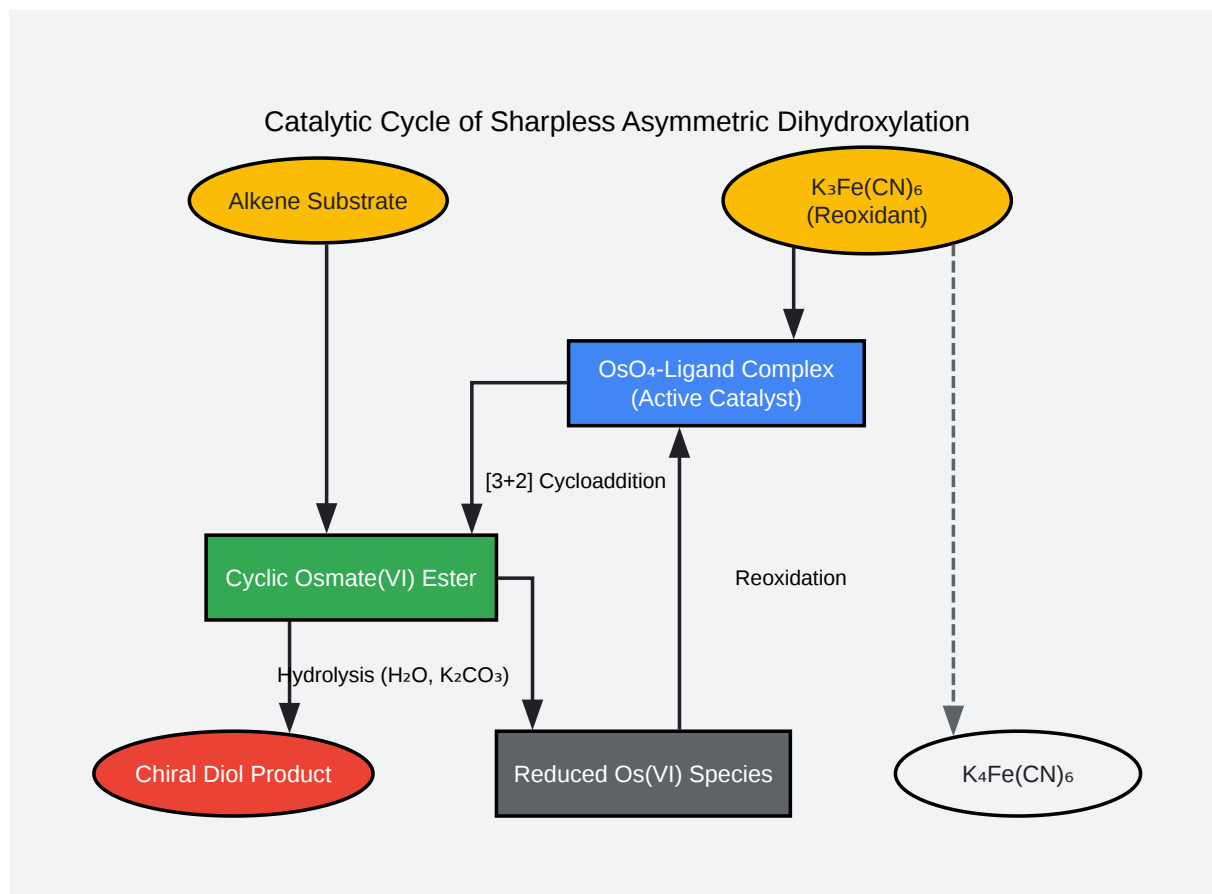 Catalytic Cycle of Sharpless Asymmetric Dihydroxylation
Alkene Substrate
K₃Fe(CN)₆
(Reoxidant)
OsO₄-Ligand Complex
(Active Catalyst)
[3+2] Cycloaddition
Cyclic Osmate(VI) Ester
Reoxidation
Hydrolysis (H₂O, K₂CO₃)
Chiral Diol Product
Reduced Os(VI) Species
K₄Fe(CN)₆